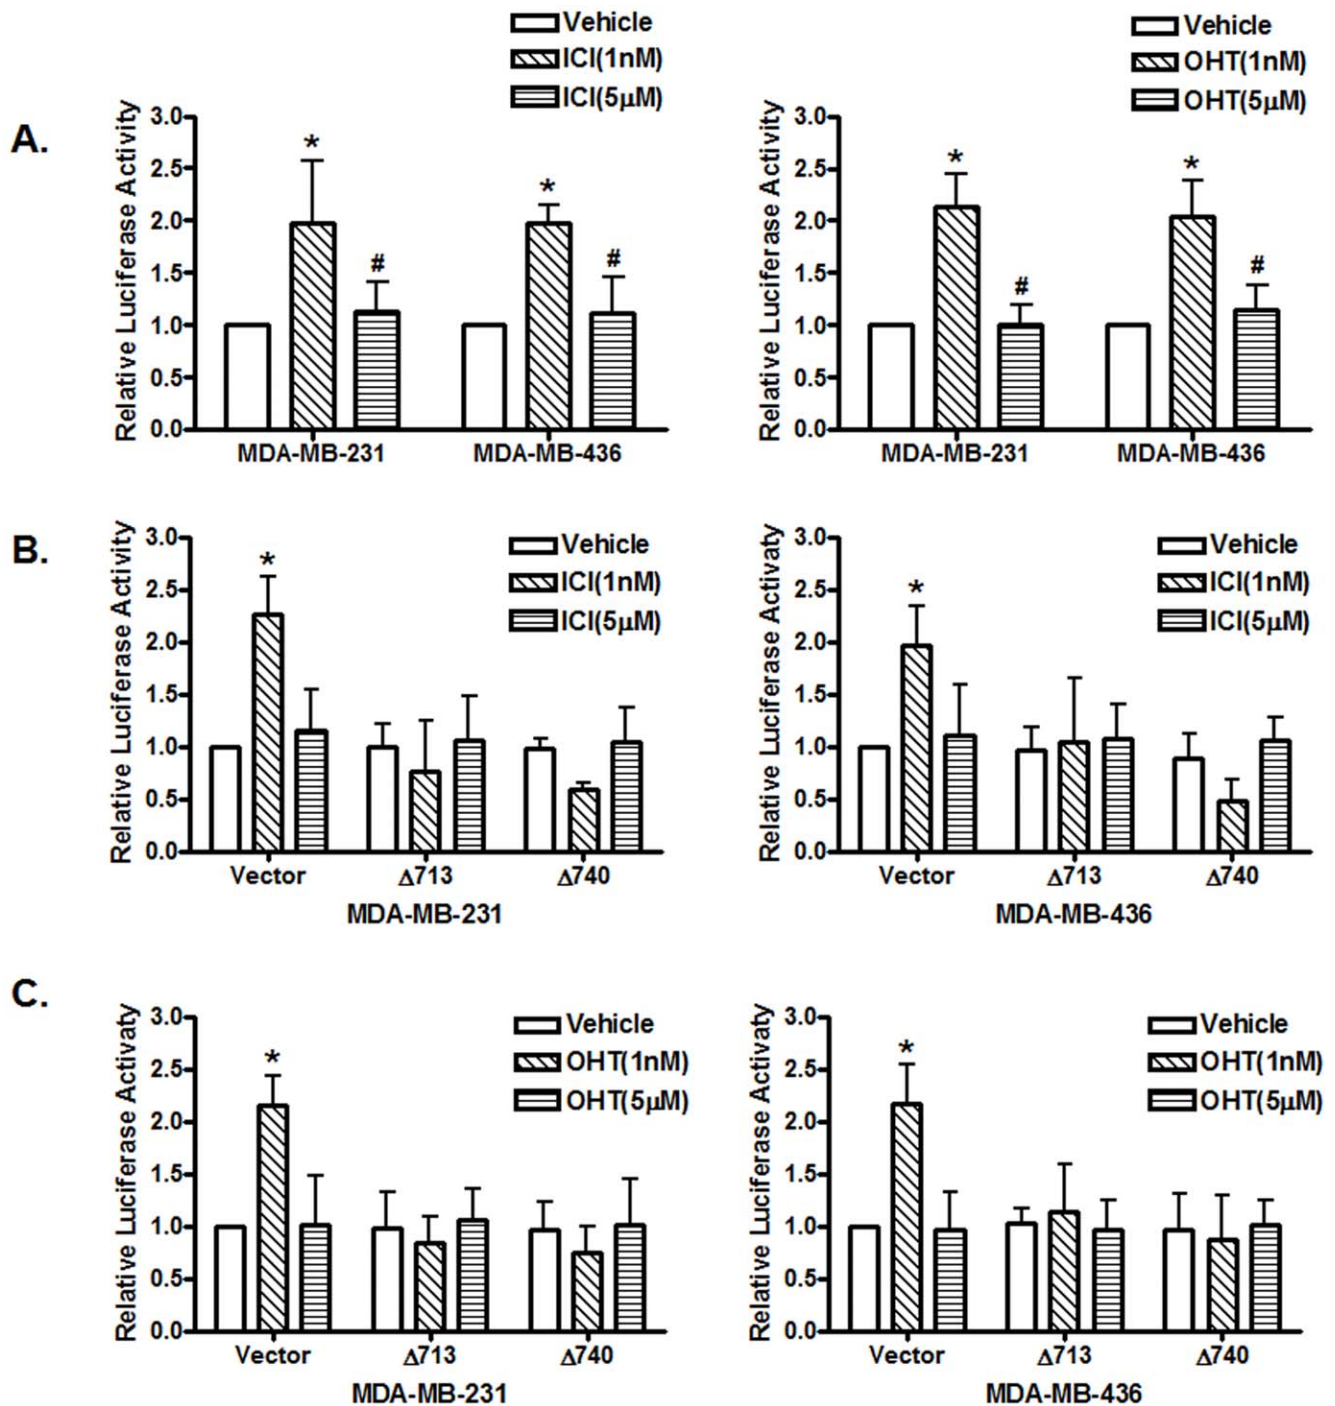 A.
Vehicle
ICI(1nM)
ICI(5μM)
Relative Luciferase Activity
3.0
2.5
2.0
1.5
1.0
0.5
0.0
*
#
*
#
MDA-MB-231
MDA-MB-436
Vehicle
OHT(1nM)
OHT(5μM)
Relative Luciferase Activity
3.0
2.5
2.0
1.5
1.0
0.5
0.0
*
#
*
#
MDA-MB-231
MDA-MB-436
B.
Relative Luciferase Activity
3.0
2.5
2.0
1.5
1.0
0.5
0.0
*
Vehicle
ICI(1nM)
ICI(5μM)
Vector
Δ713
Δ740
MDA-MB-231
Relative Luciferase Activaty
3.0
2.5
2.0
1.5
1.0
0.5
0.0
*
Vehicle
ICI(1nM)
ICI(5μM)
Vector
Δ713
Δ740
MDA-MB-436
C.
Relative Luciferase Activaty
3.0
2.5
2.0
1.5
1.0
0.5
0.0
*
Vehicle
OHT(1nM)
OHT(5μM)
Vector
Δ713
Δ740
MDA-MB-231
Relative Luciferase Activaty
3.0
2.5
2.0
1.5
1.0
0.5
0.0
*
Vehicle
OHT(1nM)
OHT(5μM)
Vector
Δ713
Δ740
MDA-MB-436